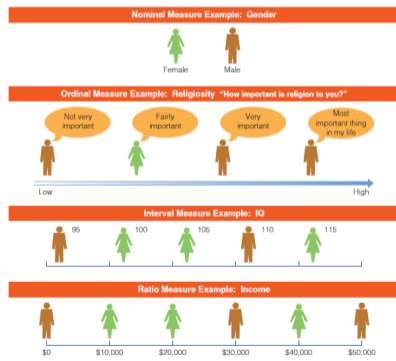 Nominal Measure Example: Gender
Female Male
Ordinal Measure Example: Religiosity "How important is religion to you?"
Not very
important
Fairly
important
Very
important
Most
important thing
in my life
Low High
Interval Measure Example: IQ
95 100 105 110 115
Ratio Measure Example: Income
$0 $10,000 $20,000 $30,000 $40,000 $50,000